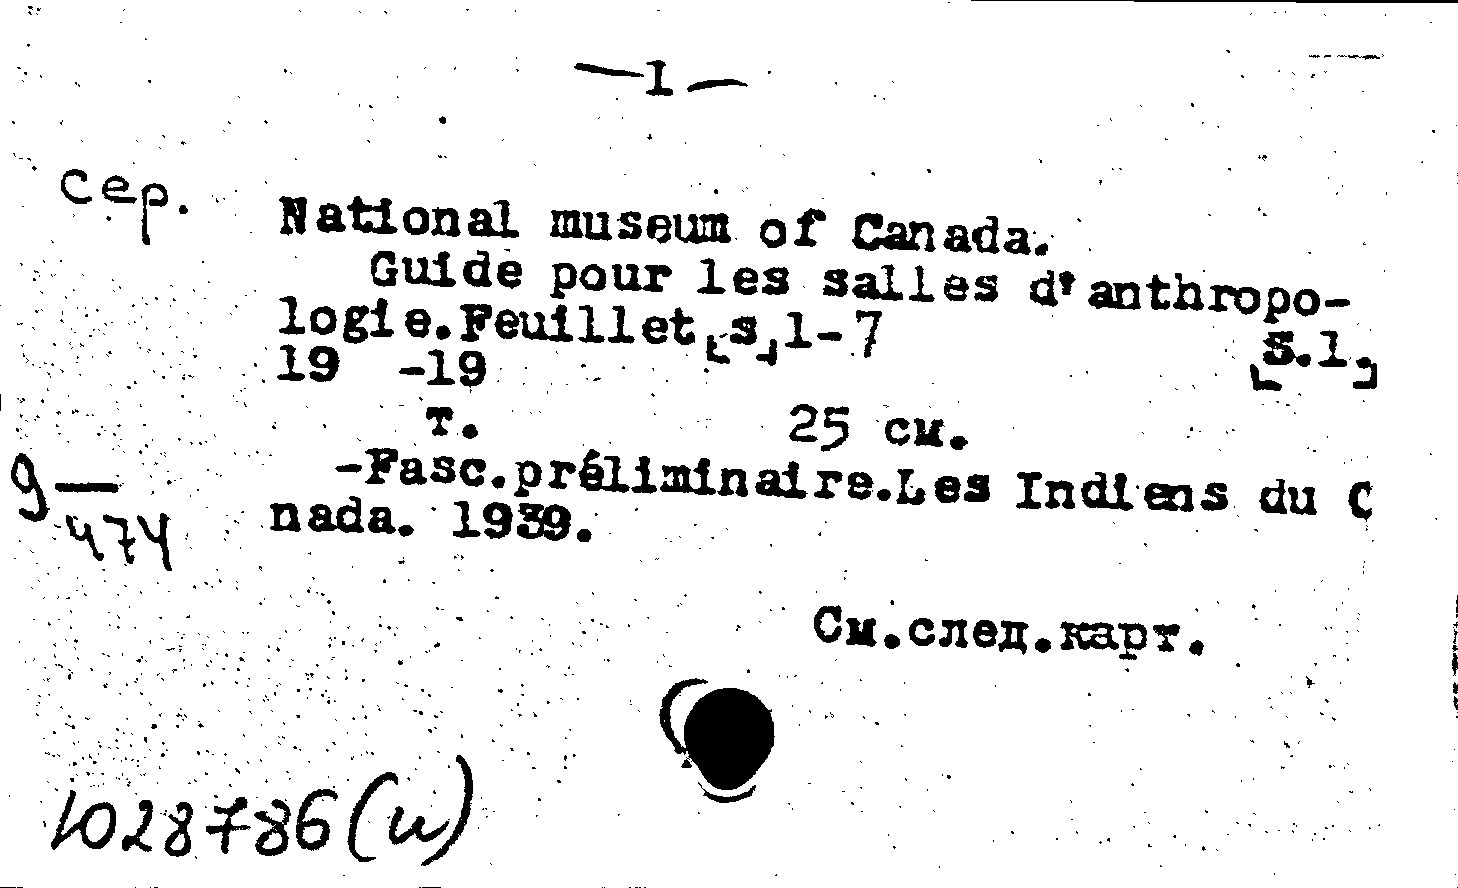 —I—
сер.
National museum of Canada.
Guide pour les salles d'anthropo-
logie.Feuillet[s]1-7 [S.l.]
19 -19
т. 25 см.
-Fasc.préliminaire.Les Indiens du C
nada. 1939.
9—
474
См.след.карт.
1028786(и)